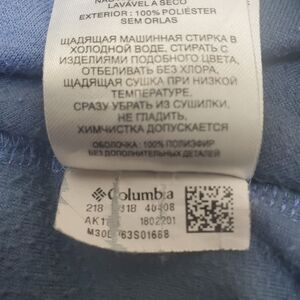 LAVÁVEL A SECO
EXTERIOR: 100% POLIÉSTER
SEM ORLAS
ЩАДЯЩАЯ МАШИННАЯ СТИРКА В
ХОЛОДНОЙ ВОДЕ, СТИРАТЬ С
ИЗДЕЛИЯМИ ПОДОБНОГО ЦВЕТА,
ОТБЕЛИВАТЬ БЕЗ ХЛОРА,
ЩАДЯЩАЯ СУШКА ПРИ НИЗКОЙ
ТЕМПЕРАТУРЕ,
СРАЗУ УБРАТЬ ИЗ СУШИЛКИ,
НЕ ГЛАДИТЬ,
ХИМЧИСТКА ДОПУСКАЕТСЯ
ОБОЛОЧКА: 100% ПОЛИЭФИР
БЕЗ ДОПОЛНИТЕЛЬНЫХ ДЕТАЛЕЙ
Columbia
218 318 40408
1802201